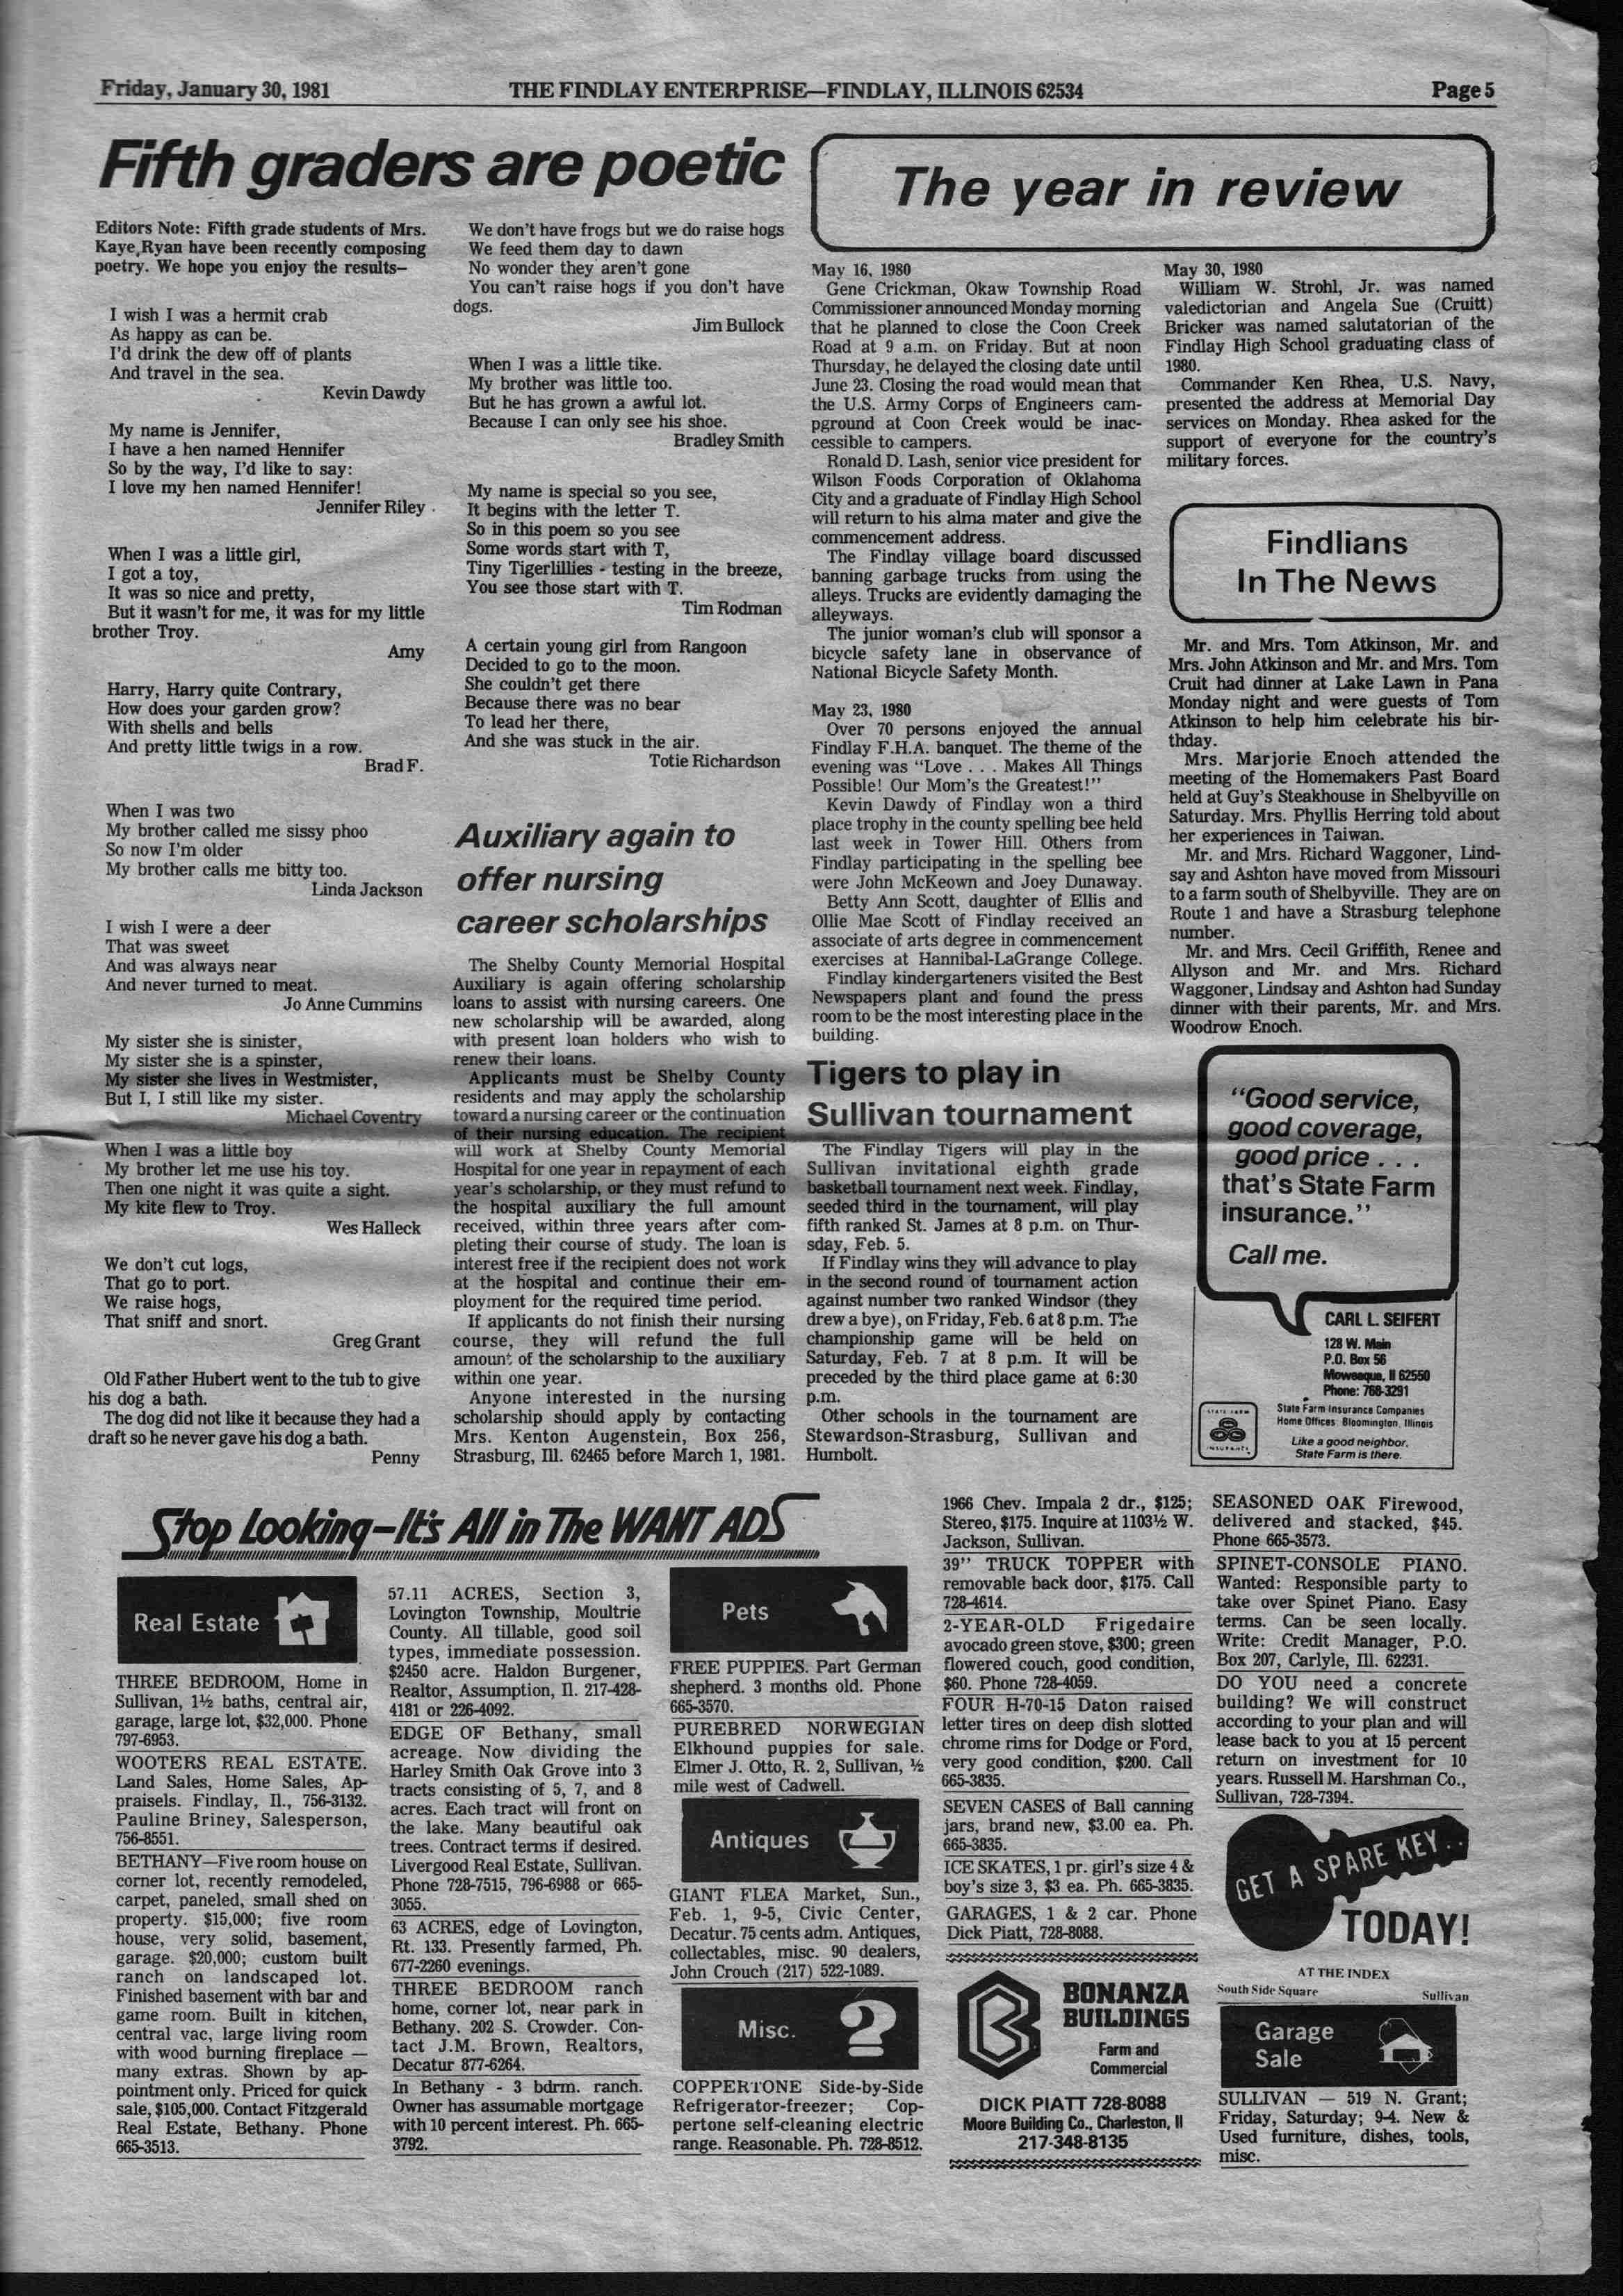 Friday, January 30, 1981
THE FINDLAY ENTERPRISE—FINDLAY, ILLINOIS 62534
Page 5
Fifth graders are poetic
Editors Note: Fifth grade students of Mrs.
Kaye Ryan have been recently composing
poetry. We hope you enjoy the results—
I wish I was a hermit crab
As happy as can be.
I'd drink the dew off of plants
And travel in the sea.
Kevin Dawdy
My name is Jennifer,
I have a hen named Hennifer
So by the way, I'd like to say:
I love my hen named Hennifer!
Jennifer Riley
When I was a little girl,
I got a toy,
It was so nice and pretty,
But it wasn't for me, it was for my little
brother Troy.
Amy
Harry, Harry quite Contrary,
How does your garden grow?
With shells and bells
And pretty little twigs in a row.
Brad F.
When I was two
My brother called me sissy phoo
So now I'm older
My brother calls me bitty too.
Linda Jackson
I wish I were a deer
That was sweet
And was always near
And never turned to meat.
Jo Anne Cummins
My sister she is sinister,
My sister she is a spinster,
My sister she lives in Westmister,
But I, I still like my sister.
Michael Coventry
When I was a little boy
My brother let me use his toy.
Then one night it was quite a sight.
My kite flew to Troy.
Wes Halleck
We don't cut logs,
That go to port.
We raise hogs,
That sniff and snort.
Greg Grant
Old Father Hubert went to the tub to give
his dog a bath.
The dog did not like it because they had a
draft so he never gave his dog a bath.
Penny
We don't have frogs but we do raise hogs
We feed them day to dawn
No wonder they aren't gone
You can't raise hogs if you don't have
dogs.
Jim Bullock
When I was a little tike.
My brother was little too.
But he has grown a awful lot.
Because I can only see his shoe.
Bradley Smith
My name is special so you see,
It begins with the letter T.
So in this poem so you see
Some words start with T,
Tiny Tigerlillies - testing in the breeze,
You see those start with T.
Tim Rodman
A certain young girl from Rangoon
Decided to go to the moon.
She couldn't get there
Because there was no bear
To lead her there,
And she was stuck in the air.
Totie Richardson
Auxiliary again to
offer nursing
career scholarships
The Shelby County Memorial Hospital
Auxiliary is again offering scholarship
loans to assist with nursing careers. One
new scholarship will be awarded, along
with present loan holders who wish to
renew their loans.
Applicants must be Shelby County
residents and may apply the scholarship
toward a nursing career or the continuation
of their nursing education. The recipient
will work at Shelby County Memorial
Hospital for one year in repayment of each
year's scholarship, or they must refund to
the hospital auxiliary the full amount
received, within three years after com-
pleting their course of study. The loan is
interest free if the recipient does not work
at the hospital and continue their em-
ployment for the required time period.
If applicants do not finish their nursing
course, they will refund the full
amount of the scholarship to the auxiliary
within one year.
Anyone interested in the nursing
scholarship should apply by contacting
Mrs. Kenton Augenstein, Box 256,
Strasburg, Ill. 62465 before March 1, 1981.
The year in review
May 16, 1980
Gene Crickman, Okaw Township Road
Commissioner announced Monday morning
that he planned to close the Coon Creek
Road at 9 a.m. on Friday. But at noon
Thursday, he delayed the closing date until
June 23. Closing the road would mean that
the U.S. Army Corps of Engineers cam-
pground at Coon Creek would be inac-
cessible to campers.
Ronald D. Lash, senior vice president for
Wilson Foods Corporation of Oklahoma
City and a graduate of Findlay High School
will return to his alma mater and give the
commencement address.
The Findlay village board discussed
banning garbage trucks from using the
alleys. Trucks are evidently damaging the
alleyways.
The junior woman's club will sponsor a
bicycle safety lane in observance of
National Bicycle Safety Month.
May 23, 1980
Over 70 persons enjoyed the annual
Findlay F.H.A. banquet. The theme of the
evening was "Love . . . Makes All Things
Possible! Our Mom's the Greatest!"
Kevin Dawdy of Findlay won a third
place trophy in the county spelling bee held
last week in Tower Hill. Others from
Findlay participating in the spelling bee
were John McKeown and Joey Dunaway.
Betty Ann Scott, daughter of Ellis and
Ollie Mae Scott of Findlay received an
associate of arts degree in commencement
exercises at Hannibal-LaGrange College.
Findlay kindergarteners visited the Best
Newspapers plant and found the press
room to be the most interesting place in the
building.
Tigers to play in
Sullivan tournament
The Findlay Tigers will play in the
Sullivan invitational eighth grade
basketball tournament next week. Findlay,
seeded third in the tournament, will play
fifth ranked St. James at 8 p.m. on Thur-
sday, Feb. 5.
If Findlay wins they will advance to play
in the second round of tournament action
against number two ranked Windsor (they
drew a bye), on Friday, Feb. 6 at 8 p.m. The
championship game will be held on
Saturday, Feb. 7 at 8 p.m. It will be
preceded by the third place game at 6:30
p.m.
Other schools in the tournament are
Stewardson-Strasburg, Sullivan and
Humbolt.
May 30, 1980
William W. Strohl, Jr. was named
valedictorian and Angela Sue (Cruitt)
Bricker was named salutatorian of the
Findlay High School graduating class of
1980.
Commander Ken Rhea, U.S. Navy,
presented the address at Memorial Day
services on Monday. Rhea asked for the
support of everyone for the country's
military forces.
Findlians
In The News
Mr. and Mrs. Tom Atkinson, Mr. and
Mrs. John Atkinson and Mr. and Mrs. Tom
Cruit had dinner at Lake Lawn in Pana
Monday night and were guests of Tom
Atkinson to help him celebrate his bir-
thday.
Mrs. Marjorie Enoch attended the
meeting of the Homemakers Past Board
held at Guy's Steakhouse in Shelbyville on
Saturday. Mrs. Phyllis Herring told about
her experiences in Taiwan.
Mr. and Mrs. Richard Waggoner, Lind-
say and Ashton have moved from Missouri
to a farm south of Shelbyville. They are on
Route 1 and have a Strasburg telephone
number.
Mr. and Mrs. Cecil Griffith, Renee and
Allyson and Mr. and Mrs. Richard
Waggoner, Lindsay and Ashton had Sunday
dinner with their parents, Mr. and Mrs.
Woodrow Enoch.
"Good service,
good coverage,
good price . . .
that's State Farm
insurance."
Call me.
CARL L. SEIFERT
128 W. Main
P.O. Box 56
Moweaqua, Il 62550
Phone: 768-3291
STATE FARM
INSURANCE
State Farm Insurance Companies
Home Offices: Bloomington, Illinois
Like a good neighbor,
State Farm is there.
Stop Looking—It's All in The WANT ADS
Real Estate
THREE BEDROOM, Home in
Sullivan, 1½ baths, central air,
garage, large lot, $32,000. Phone
797-6953.
WOOTERS REAL ESTATE.
Land Sales, Home Sales, Ap-
praisels. Findlay, Il., 756-3132.
Pauline Briney, Salesperson,
756-8551.
BETHANY—Five room house on
corner lot, recently remodeled,
carpet, paneled, small shed on
property. $15,000; five room
house, very solid, basement,
garage. $20,000; custom built
ranch on landscaped lot.
Finished basement with bar and
game room. Built in kitchen,
central vac, large living room
with wood burning fireplace —
many extras. Shown by ap-
pointment only. Priced for quick
sale, $105,000. Contact Fitzgerald
Real Estate, Bethany. Phone
665-3513.
57.11 ACRES, Section 3,
Lovington Township, Moultrie
County. All tillable, good soil
types, immediate possession.
$2450 acre. Haldon Burgener,
Realtor, Assumption, Il. 217-428-
4181 or 226-4092.
EDGE OF Bethany, small
acreage. Now dividing the
Harley Smith Oak Grove into 3
tracts consisting of 5, 7, and 8
acres. Each tract will front on
the lake. Many beautiful oak
trees. Contract terms if desired.
Livergood Real Estate, Sullivan.
Phone 728-7515, 796-6988 or 665-
3055.
63 ACRES, edge of Lovington,
Rt. 133. Presently farmed, Ph.
677-2260 evenings.
THREE BEDROOM ranch
home, corner lot, near park in
Bethany. 202 S. Crowder. Con-
tact J.M. Brown, Realtors,
Decatur 877-6264.
In Bethany - 3 bdrm. ranch.
Owner has assumable mortgage
with 10 percent interest. Ph. 665-
3792.
Pets
FREE PUPPIES. Part German
shepherd. 3 months old. Phone
665-3570.
PUREBRED NORWEGIAN
Elkhound puppies for sale.
Elmer J. Otto, R. 2, Sullivan, ½
mile west of Cadwell.
Antiques
GIANT FLEA Market, Sun.,
Feb. 1, 9-5, Civic Center,
Decatur. 75 cents adm. Antiques,
collectables, misc. 90 dealers,
John Crouch (217) 522-1089.
Misc.
COPPERTONE Side-by-Side
Refrigerator-freezer; Cop-
pertone self-cleaning electric
range. Reasonable. Ph. 728-8512.
1966 Chev. Impala 2 dr., $125;
Stereo, $175. Inquire at 1103½ W.
Jackson, Sullivan.
39" TRUCK TOPPER with
removable back door, $175. Call
728-4614.
2-YEAR-OLD Frigedaire
avocado green stove, $300; green
flowered couch, good condition,
$60. Phone 728-4059.
FOUR H-70-15 Daton raised
letter tires on deep dish slotted
chrome rims for Dodge or Ford,
very good condition, $200. Call
665-3835.
SEVEN CASES of Ball canning
jars, brand new, $3.00 ea. Ph.
665-3835.
ICE SKATES, 1 pr. girl's size 4 &
boy's size 3, $3 ea. Ph. 665-3835.
GARAGES, 1 & 2 car. Phone
Dick Piatt, 728-8088.
BONANZA
BUILDINGS
Farm and
Commercial
DICK PIATT 728-8088
Moore Building Co., Charleston, Il
217-348-8135
SEASONED OAK Firewood,
delivered and stacked, $45.
Phone 665-3573.
SPINET-CONSOLE PIANO.
Wanted: Responsible party to
take over Spinet Piano. Easy
terms. Can be seen locally.
Write: Credit Manager, P.O.
Box 207, Carlyle, Ill. 62231.
DO YOU need a concrete
building? We will construct
according to your plan and will
lease back to you at 15 percent
return on investment for 10
years. Russell M. Harshman Co.,
Sullivan, 728-7394.
GET A SPARE KEY . .
TODAY!
AT THE INDEX
South Side Square
Sullivan
Garage
Sale
SULLIVAN — 519 N. Grant;
Friday, Saturday; 9-4. New &
Used furniture, dishes, tools,
misc.